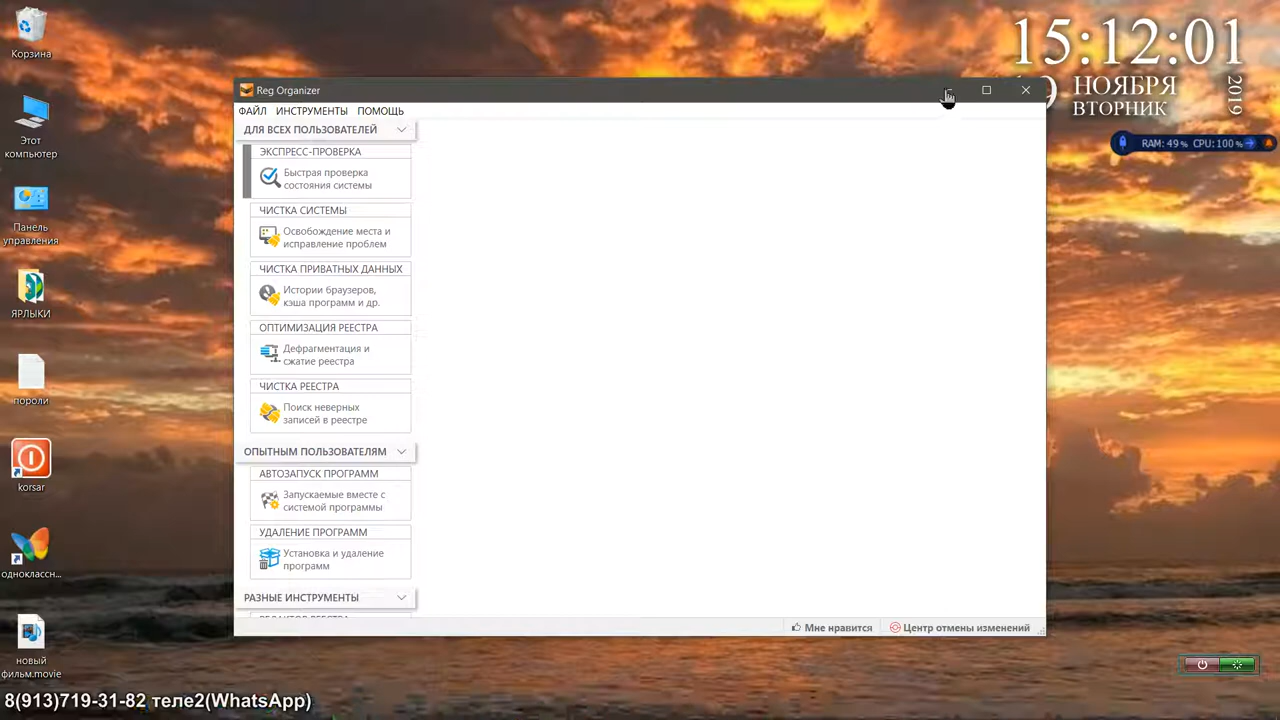 Корзина
Этот
компьютер
Панель
управления
ЯРЛЫКИ
пороли
korsar
одноклассн...
новый
фильм.movie
8(913)719-31-82 теле2(WhatsApp)
15:12:01
9 НОЯБРЯ
ВТОРНИК
2019
RAM: 49% CPU: 100%
Reg Organizer
ФАЙЛ ИНСТРУМЕНТЫ ПОМОЩЬ
ДЛЯ ВСЕХ ПОЛЬЗОВАТЕЛЕЙ
ЭКСПРЕСС-ПРОВЕРКА
Быстрая проверка
состояния системы
ЧИСТКА СИСТЕМЫ
Освобождение места и
исправление проблем
ЧИСТКА ПРИВАТНЫХ ДАННЫХ
Истории браузеров,
кэша программ и др.
ОПТИМИЗАЦИЯ РЕЕСТРА
Дефрагментация и
сжатие реестра
ЧИСТКА РЕЕСТРА
Поиск неверных
записей в реестре
ОПЫТНЫМ ПОЛЬЗОВАТЕЛЯМ
АВТОЗАПУСК ПРОГРАММ
Запускаемые вместе с
системой программы
УДАЛЕНИЕ ПРОГРАММ
Установка и удаление
программ
РАЗНЫЕ ИНСТРУМЕНТЫ
Мне нравится
Центр отмены изменений